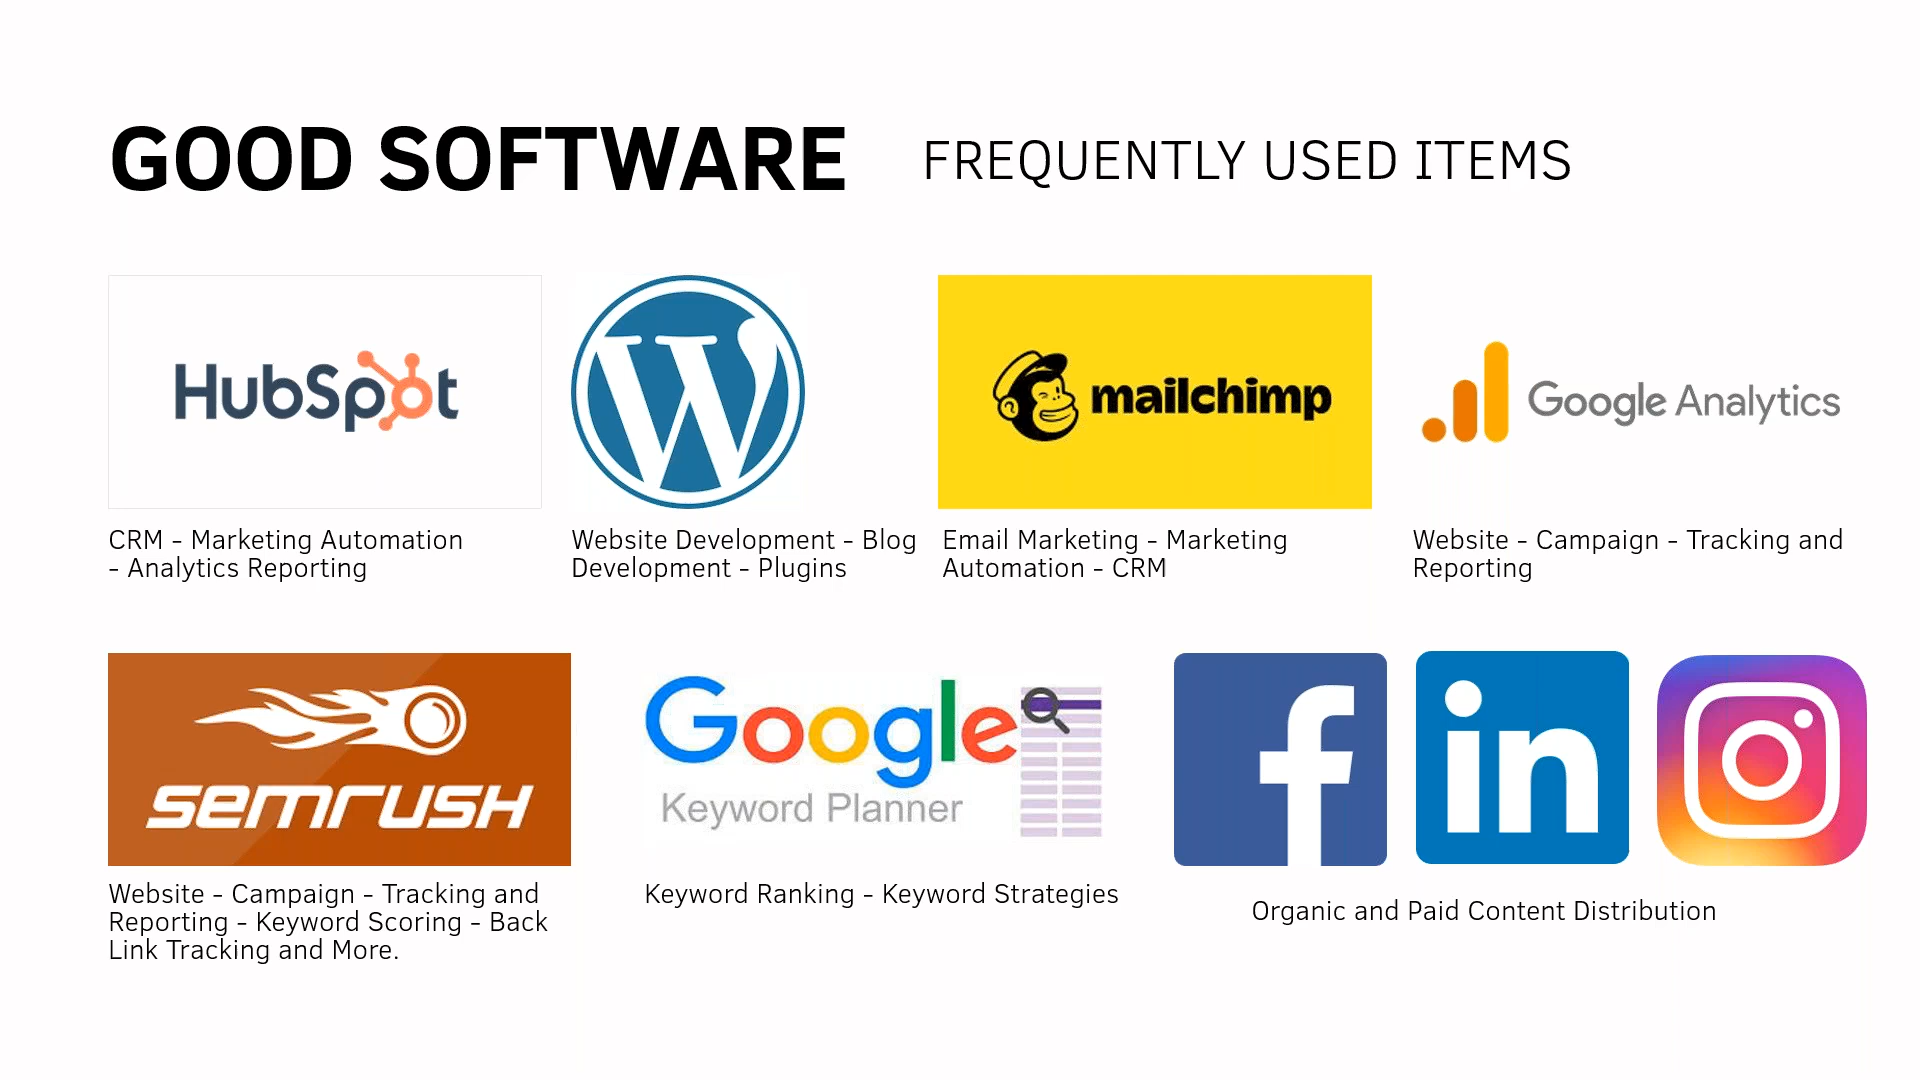 GOOD SOFTWARE
FREQUENTLY USED ITEMS
HubSpot
CRM - Marketing Automation
- Analytics Reporting
W
Website Development - Blog
Development - Plugins
mailchimp
Email Marketing - Marketing
Automation - CRM
Google Analytics
Website - Campaign - Tracking and
Reporting
semrush
Website - Campaign - Tracking and
Reporting - Keyword Scoring - Back
Link Tracking and More.
Google
Keyword Planner
Keyword Ranking - Keyword Strategies
f
in
Organic and Paid Content Distribution